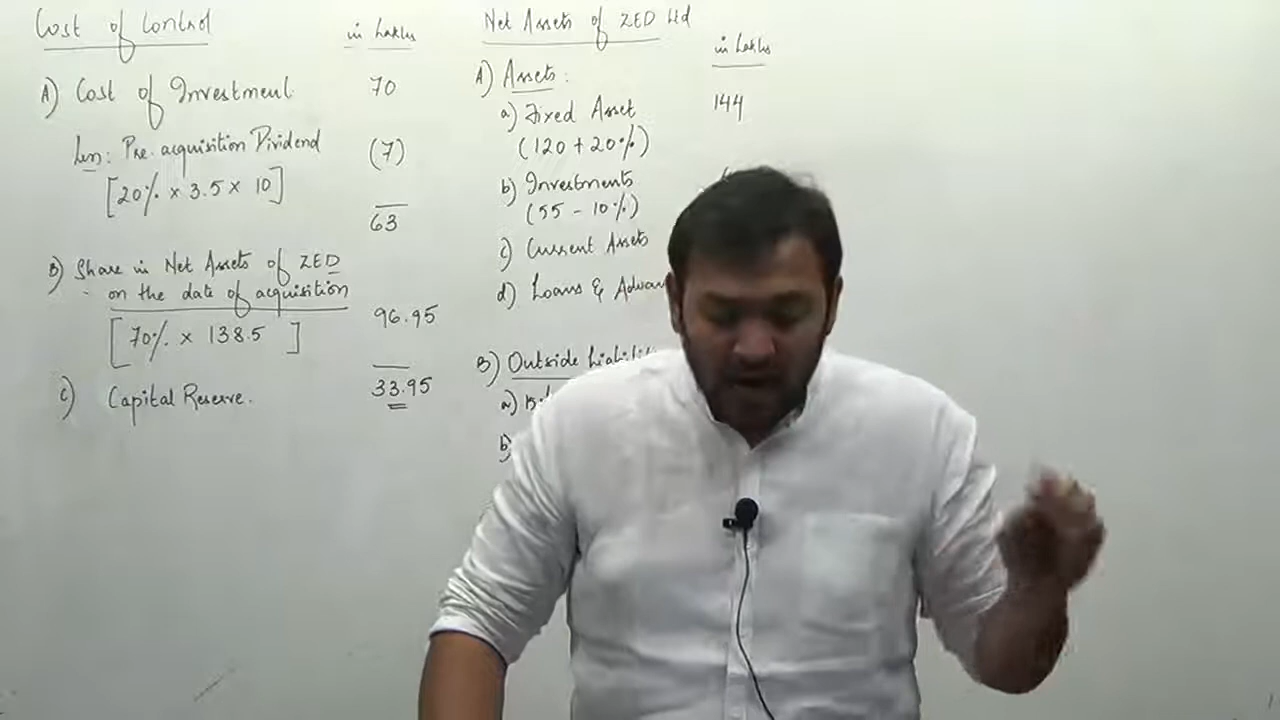 Cost of Control
in Lakhs
A) Cost of Investment 70
Less: Pre-acquisition Dividend (7)
[20% × 3.5 × 10]
63
B) Share in Net Assets of ZED
on the date of acquisition
[70% × 138.5 ] 96.95
C) Capital Reserve. 33.95
Net Assets of ZED Ltd
in Lakhs
A) Assets:
a) Fixed Asset 144
(120 + 20%)
b) Investments
(55 - 10%)
c) Current Assets
d) Loans &
B) Outside
a)
b)